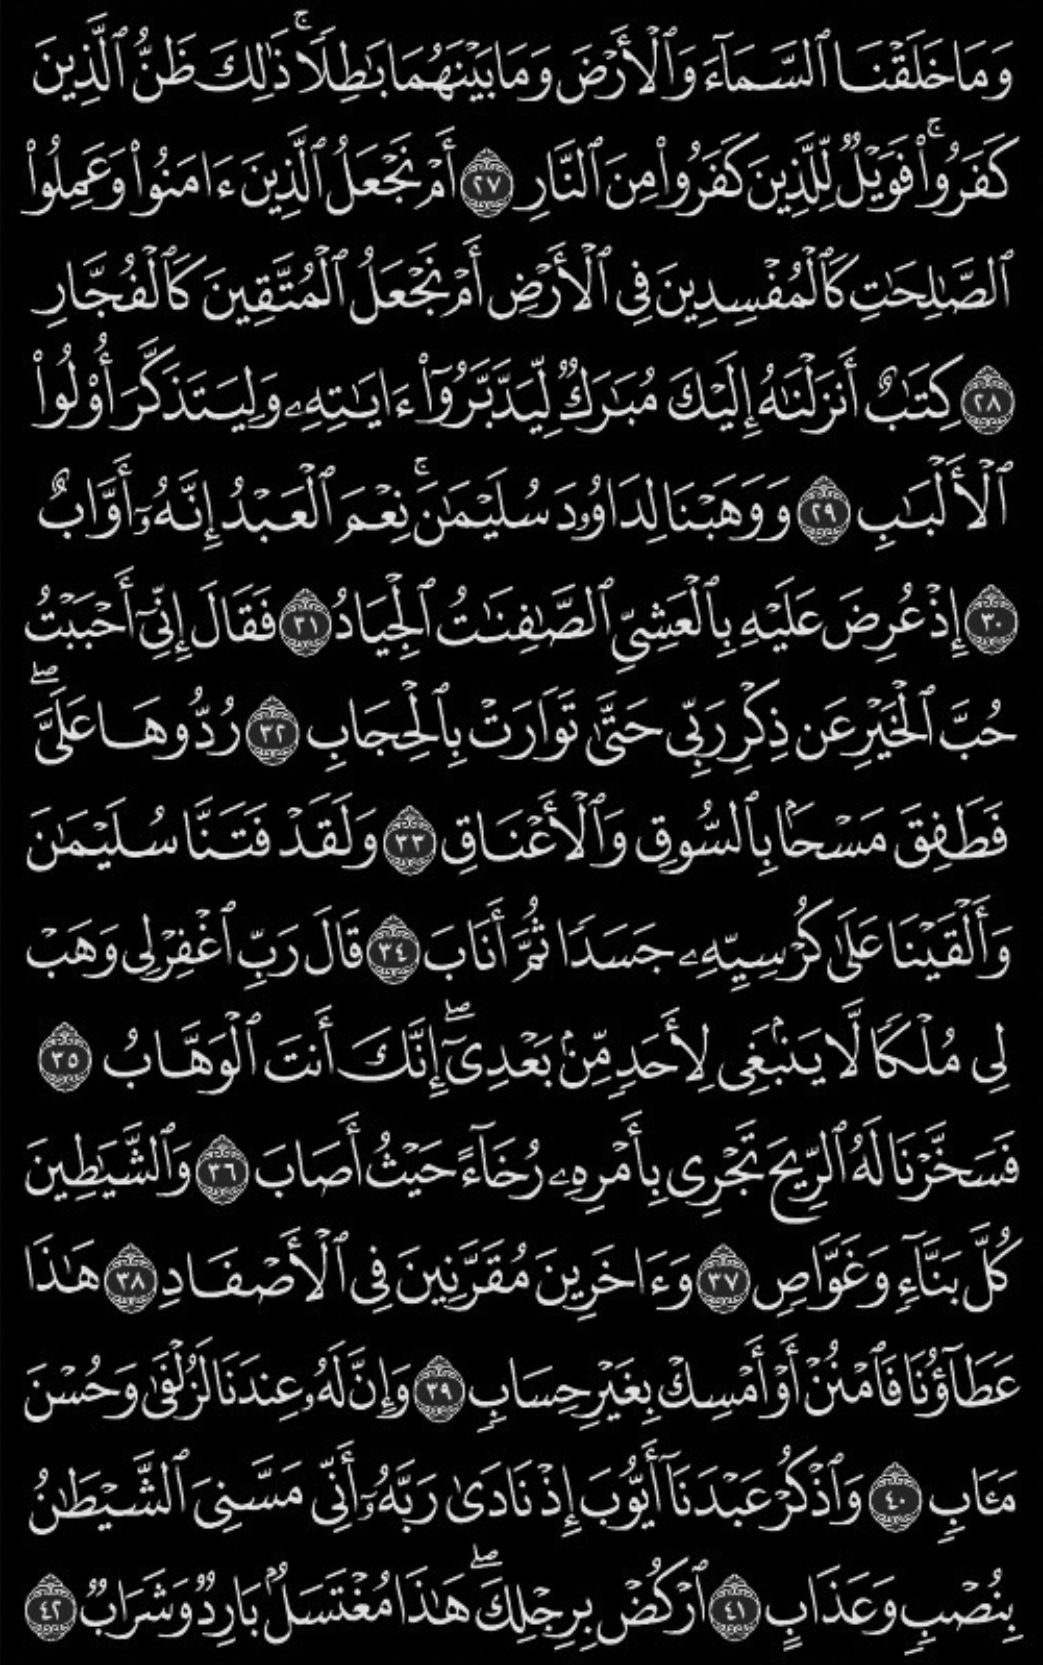 وَمَا خَلَقْنَا ٱلسَّمَآءَ وَٱلْأَرْضَ وَمَا بَيْنَهُمَا بَٰطِلًا ۚ ذَٰلِكَ ظَنُّ ٱلَّذِينَ
كَفَرُوا۟ ۚ فَوَيْلٌ لِّلَّذِينَ كَفَرُوا۟ مِنَ ٱلنَّارِ ٢٧ أَمْ نَجْعَلُ ٱلَّذِينَ ءَامَنُوا۟ وَعَمِلُوا۟
ٱلصَّٰلِحَٰتِ كَٱلْمُفْسِدِينَ فِى ٱلْأَرْضِ أَمْ نَجْعَلُ ٱلْمُتَّقِينَ كَٱلْفُجَّارِ
٢٨ كِتَٰبٌ أَنزَلْنَٰهُ إِلَيْكَ مُبَٰرَكٌ لِّيَدَّبَّرُوٓا۟ ءَايَٰتِهِۦ وَلِيَتَذَكَّرَ أُو۟لُوا۟
ٱلْأَلْبَٰبِ ٢٩ وَوَهَبْنَا لِدَاوُۥدَ سُلَيْمَٰنَ ۚ نِعْمَ ٱلْعَبْدُ إِنَّهُۥٓ أَوَّابٌ
٣٠ إِذْ عُرِضَ عَلَيْهِ بِٱلْعَشِىِّ ٱلصَّٰفِنَٰتُ ٱلْجِيَادُ ٣١ فَقَالَ إِنِّىٓ أَحْبَبْتُ
حُبَّ ٱلْخَيْرِ عَن ذِكْرِ رَبِّى حَتَّىٰ تَوَارَتْ بِٱلْحِجَابِ ٣٢ رُدُّوهَا عَلَىَّ ۖ
فَطَفِقَ مَسْحًۢا بِٱلسُّوقِ وَٱلْأَعْنَاقِ ٣٣ وَلَقَدْ فَتَنَّا سُلَيْمَٰنَ
وَأَلْقَيْنَا عَلَىٰ كُرْسِيِّهِۦ جَسَدًا ثُمَّ أَنَابَ ٣٤ قَالَ رَبِّ ٱغْفِرْ لِى وَهَبْ
لِى مُلْكًا لَّا يَنۢبَغِى لِأَحَدٍ مِّنۢ بَعْدِىٓ ۖ إِنَّكَ أَنتَ ٱلْوَهَّابُ ٣٥
فَسَخَّرْنَا لَهُ ٱلرِّيحَ تَجْرِى بِأَمْرِهِۦ رُخَآءً حَيْثُ أَصَابَ ٣٦ وَٱلشَّيَٰطِينَ
كُلَّ بَنَّآءٍ وَغَوَّاصٍ ٣٧ وَءَاخَرِينَ مُقَرَّنِينَ فِى ٱلْأَصْفَادِ ٣٨ هَٰذَا
عَطَآؤُنَا فَٱمْنُنْ أَوْ أَمْسِكْ بِغَيْرِ حِسَابٍ ٣٩ وَإِنَّ لَهُۥ عِندَنَا لَزُلْفَىٰ وَحُسْنَ
مَـَٔابٍ ٤٠ وَٱذْكُرْ عَبْدَنَآ أَيُّوبَ إِذْ نَادَىٰ رَبَّهُۥٓ أَنِّى مَسَّنِىَ ٱلشَّيْطَٰنُ
بِنُصْبٍ وَعَذَابٍ ٤١ ٱرْكُضْ بِرِجْلِكَ ۖ هَٰذَا مُغْتَسَلٌۢ بَارِدٌ وَشَرَابٌ ٤٢